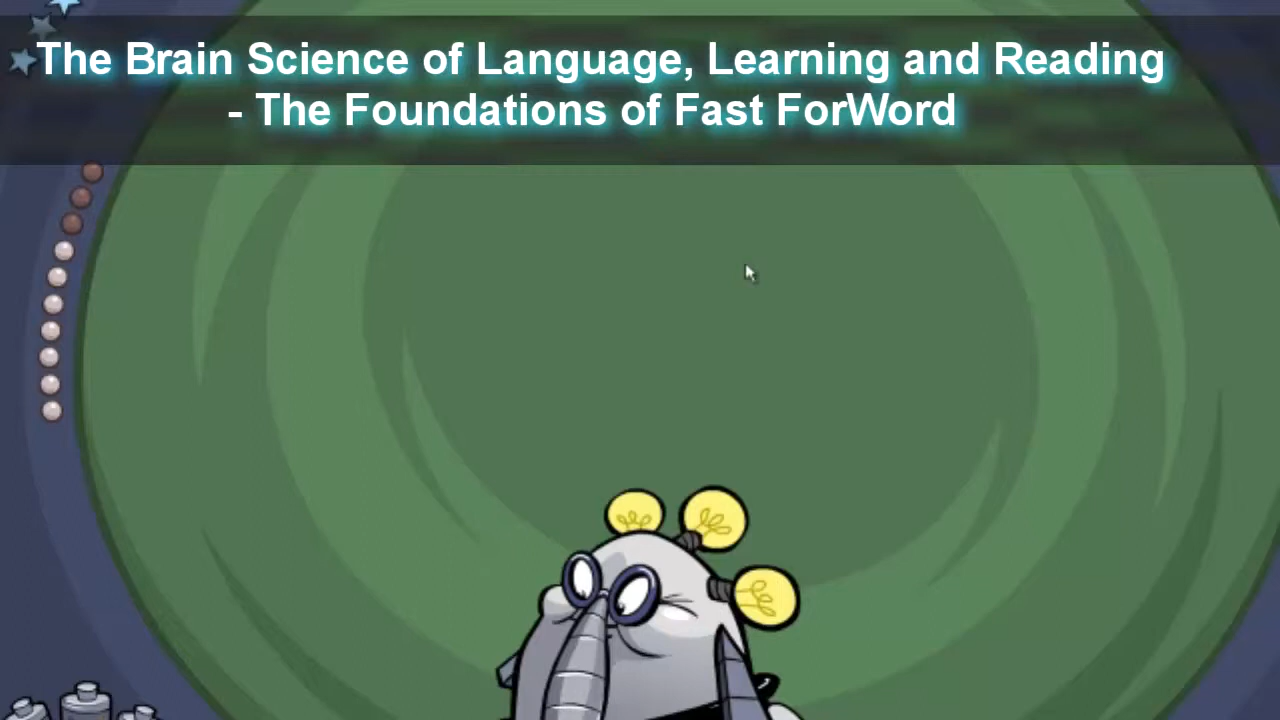 The Brain Science of Language, Learning and Reading
- The Foundations of Fast ForWord